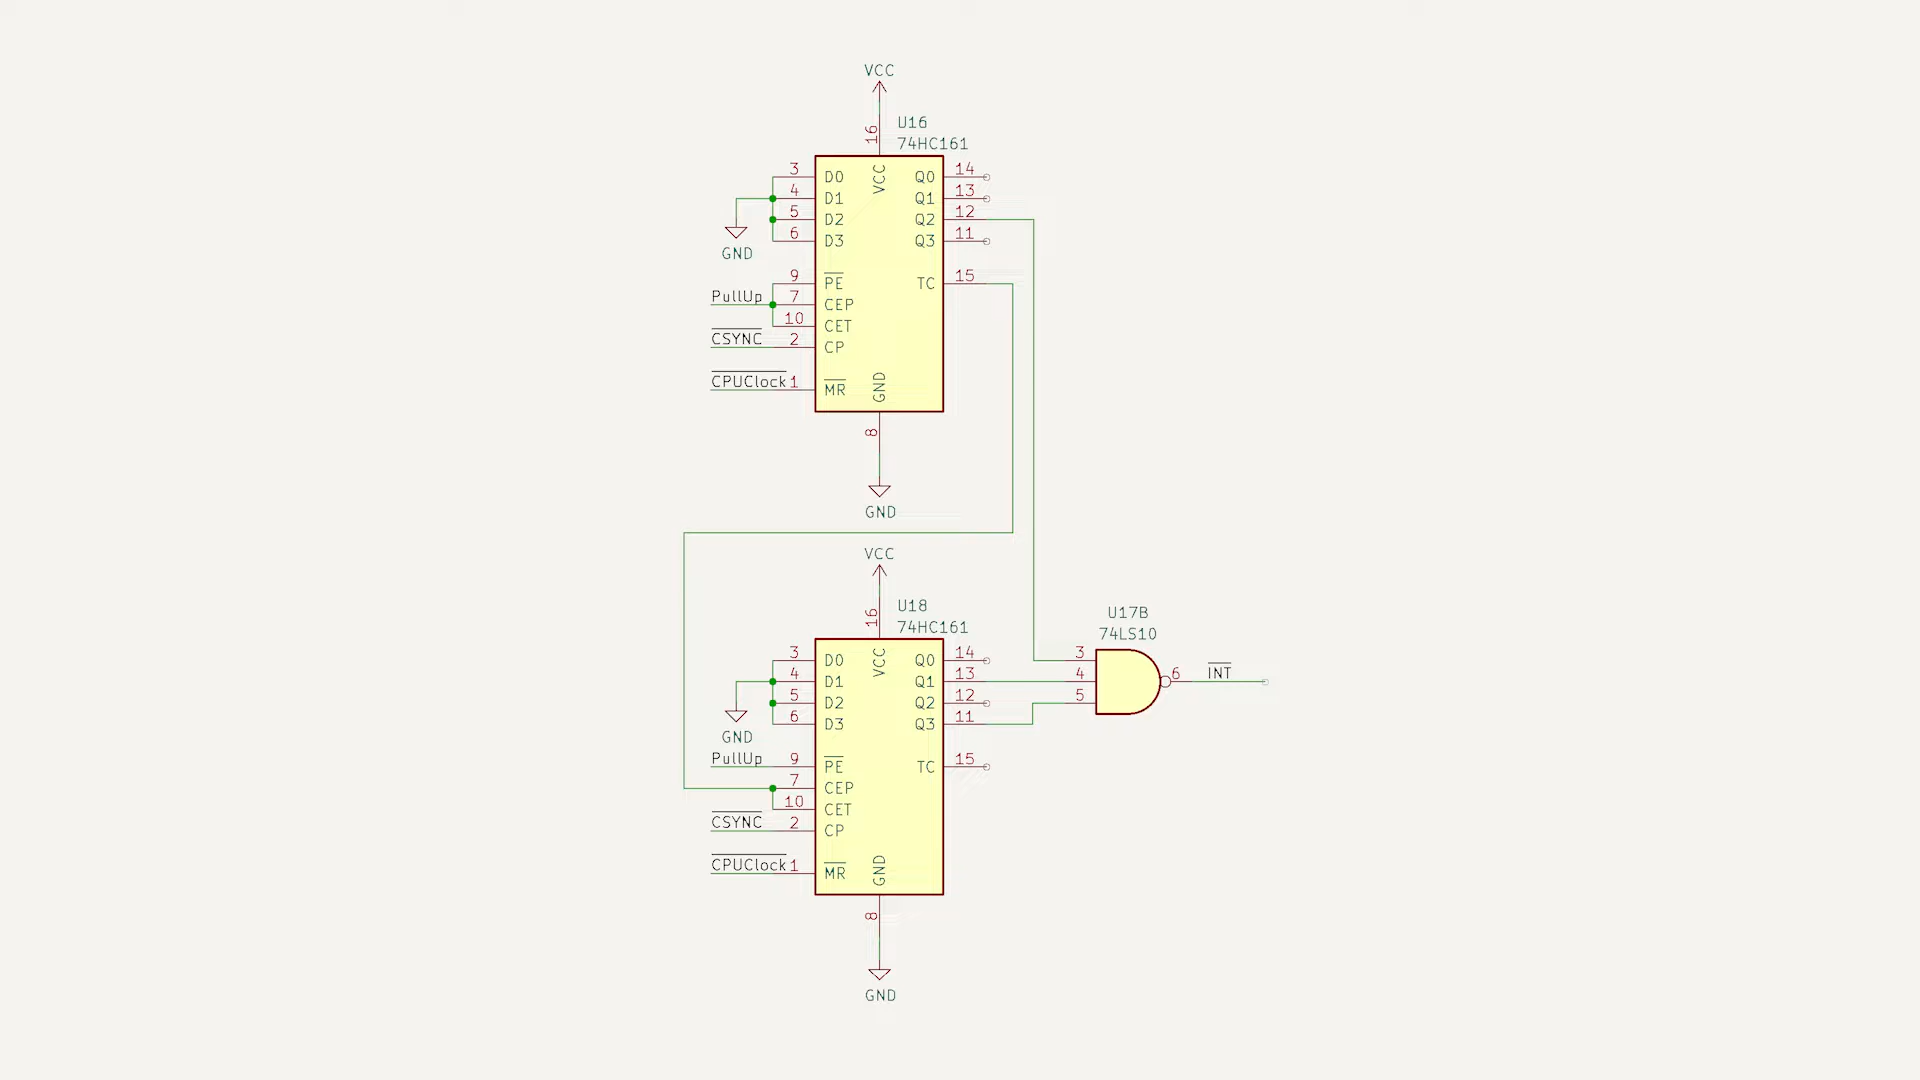 VCC
16
U16
74HC161
3 D0 VCC Q0 14
4 D1 Q1 13
5 D2 Q2 12
6 D3 Q3 11
GND
9 PE TC 15
PullUp 7 CEP
10 CET
CSYNC 2 CP
CPUClock 1 MR GND
8
GND
VCC
16
U18
74HC161
U17B
74LS10
3 D0 VCC Q0 14 3
4 D1 Q1 13 4 6 INT
5 D2 Q2 12 5
6 D3 Q3 11
GND
PullUp 9 PE TC 15
7 CEP
10 CET
CSYNC 2 CP
CPUClock 1 MR GND
8
GND